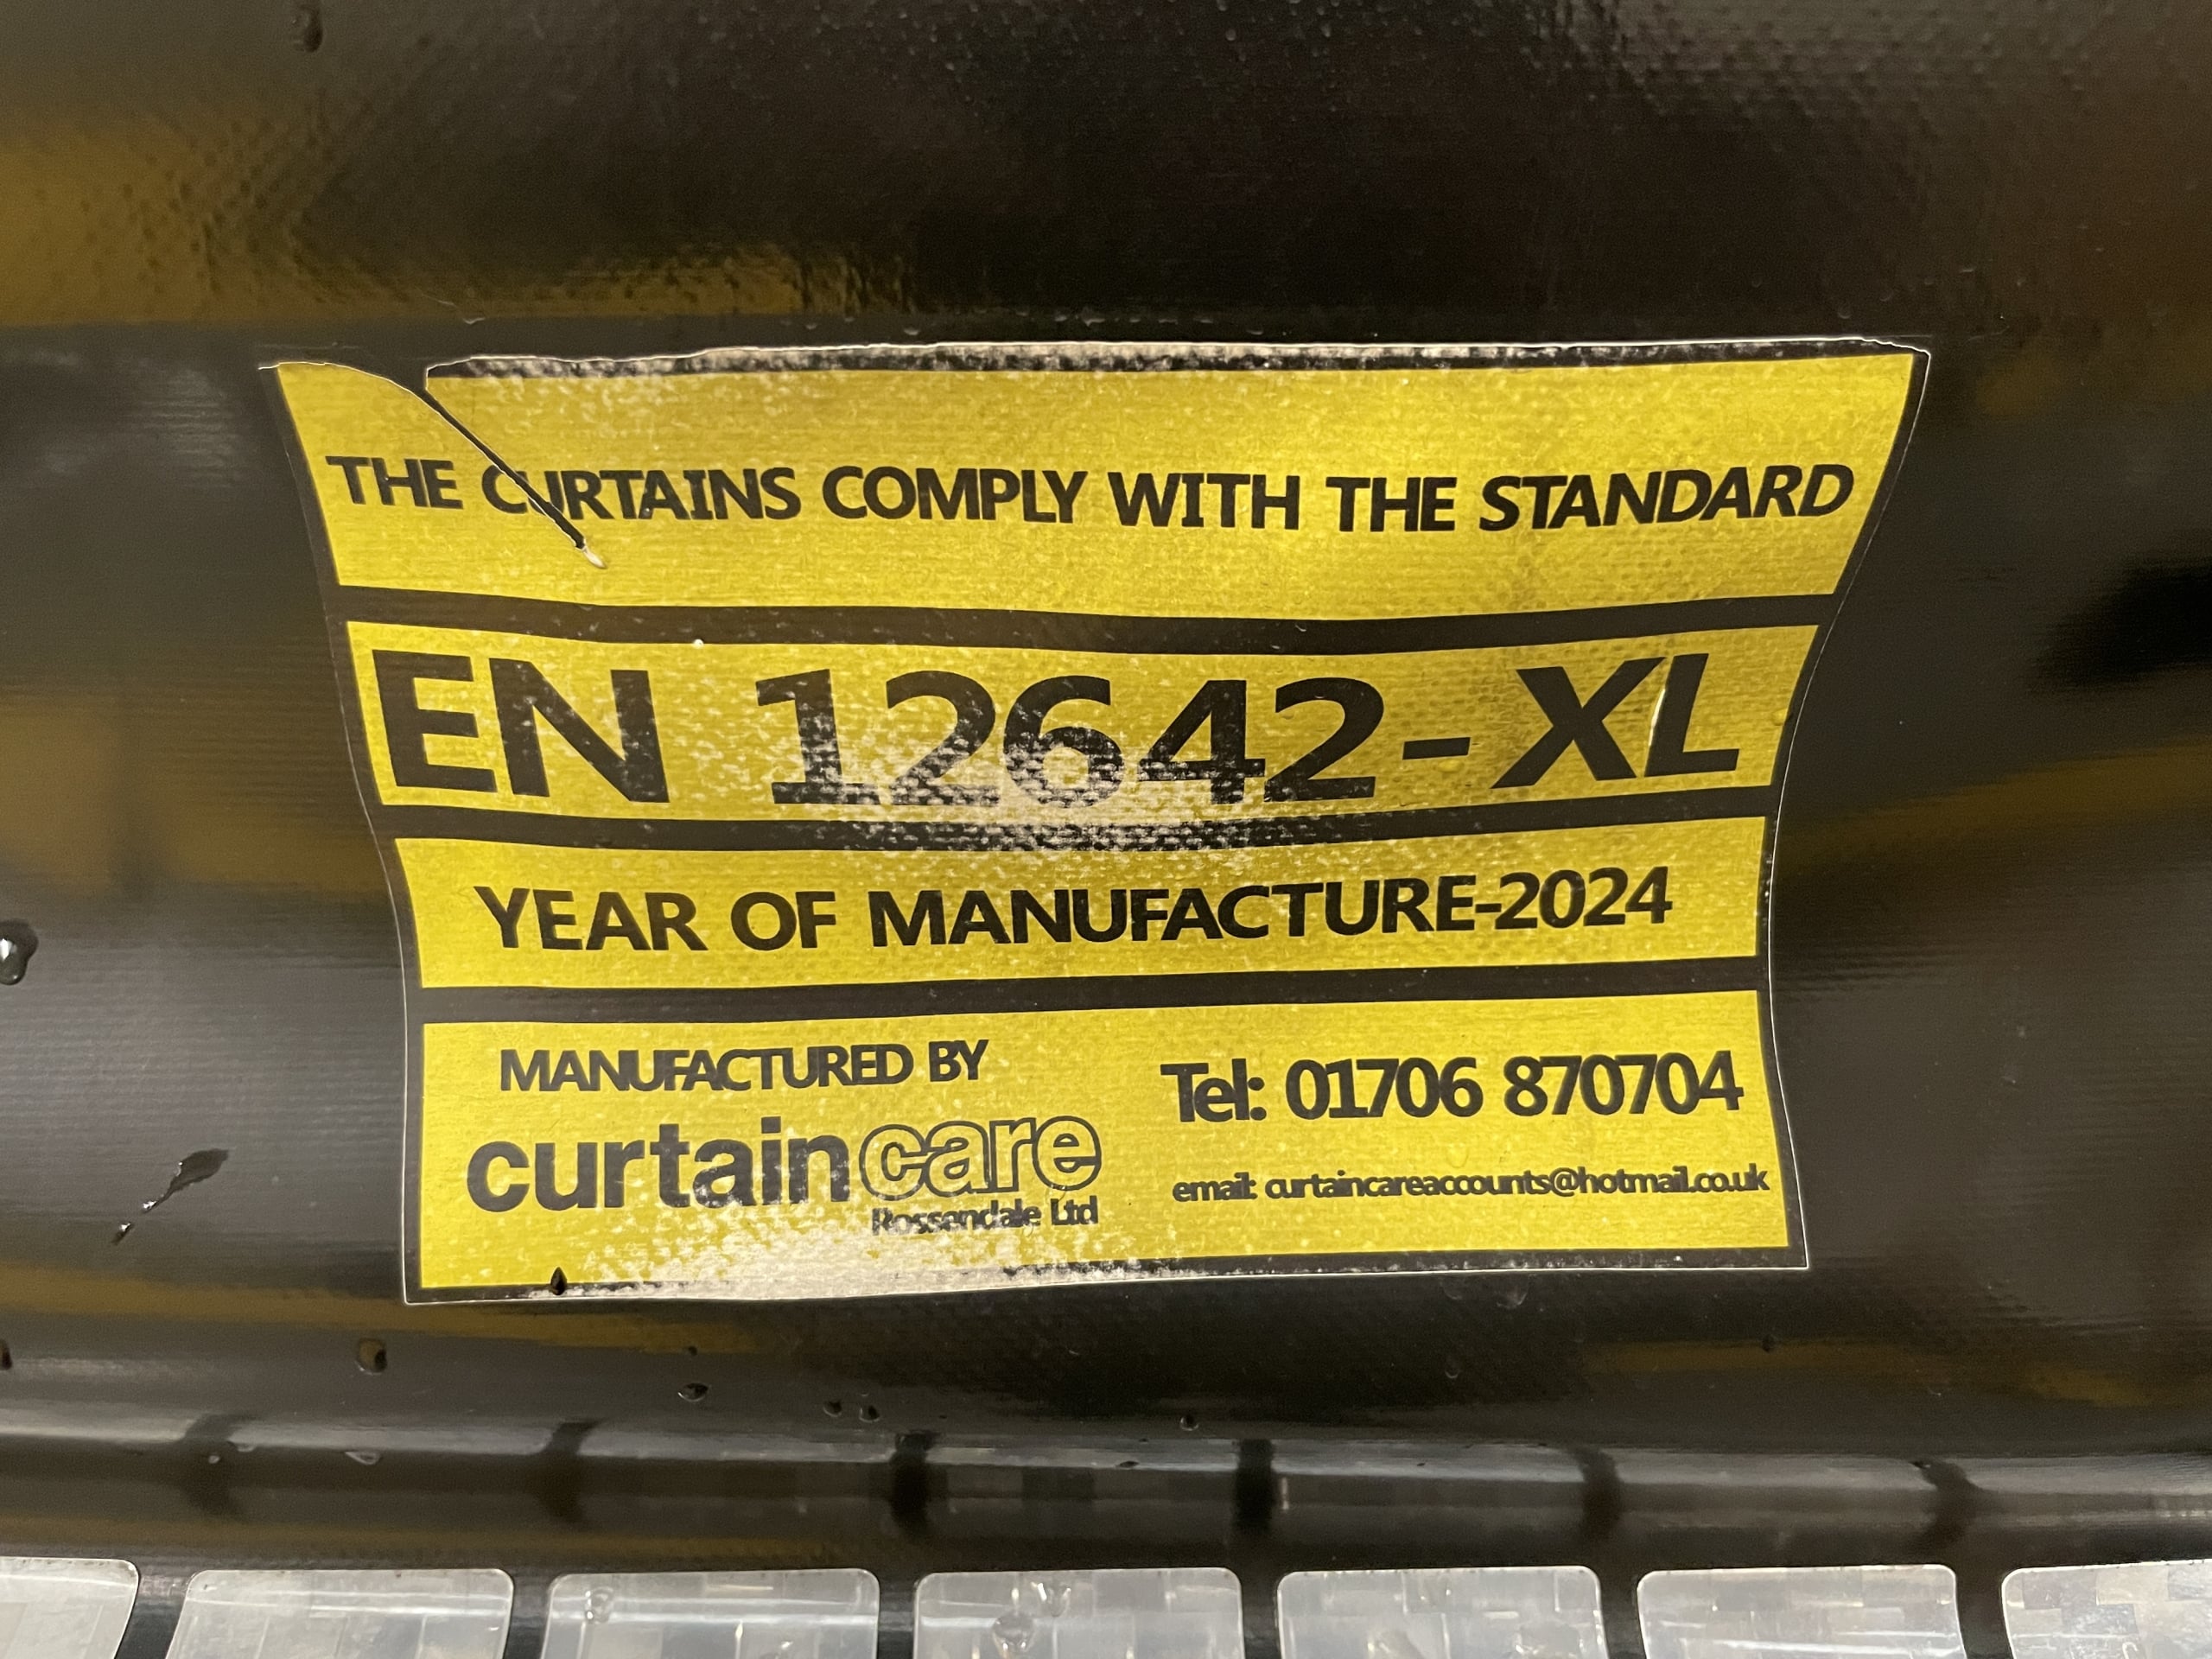 THE CURTAINS COMPLY WITH THE STANDARD
EN 12642-XL
YEAR OF MANUFACTURE-2024
MANUFACTURED BY
curtaincare
Rossendale Ltd
Tel: 01706 870704
email: curtaincareaccounts@hotmail.co.uk